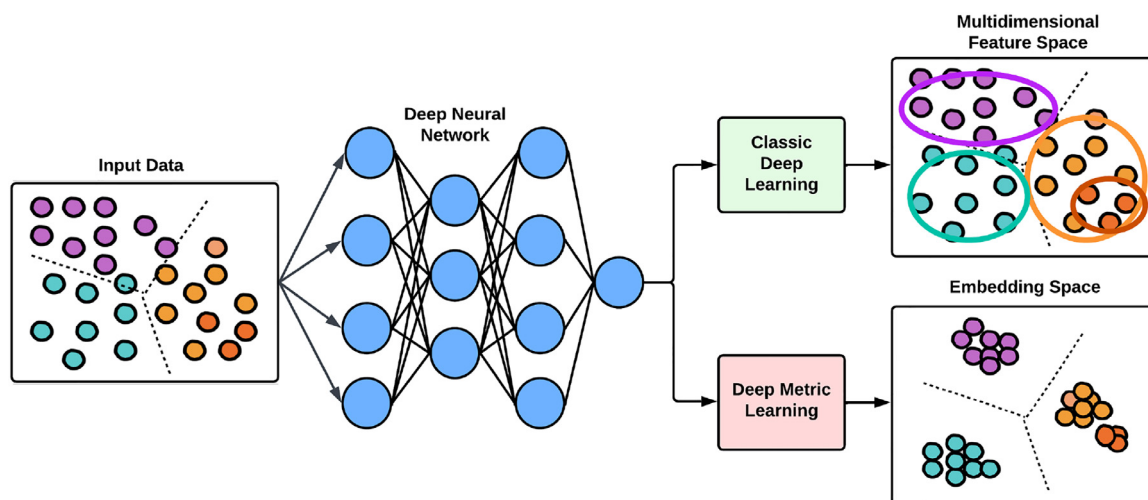 Multidimensional
Feature Space
Deep Neural
Network
Input Data
Classic
Deep
Learning
Embedding Space
Deep Metric
Learning